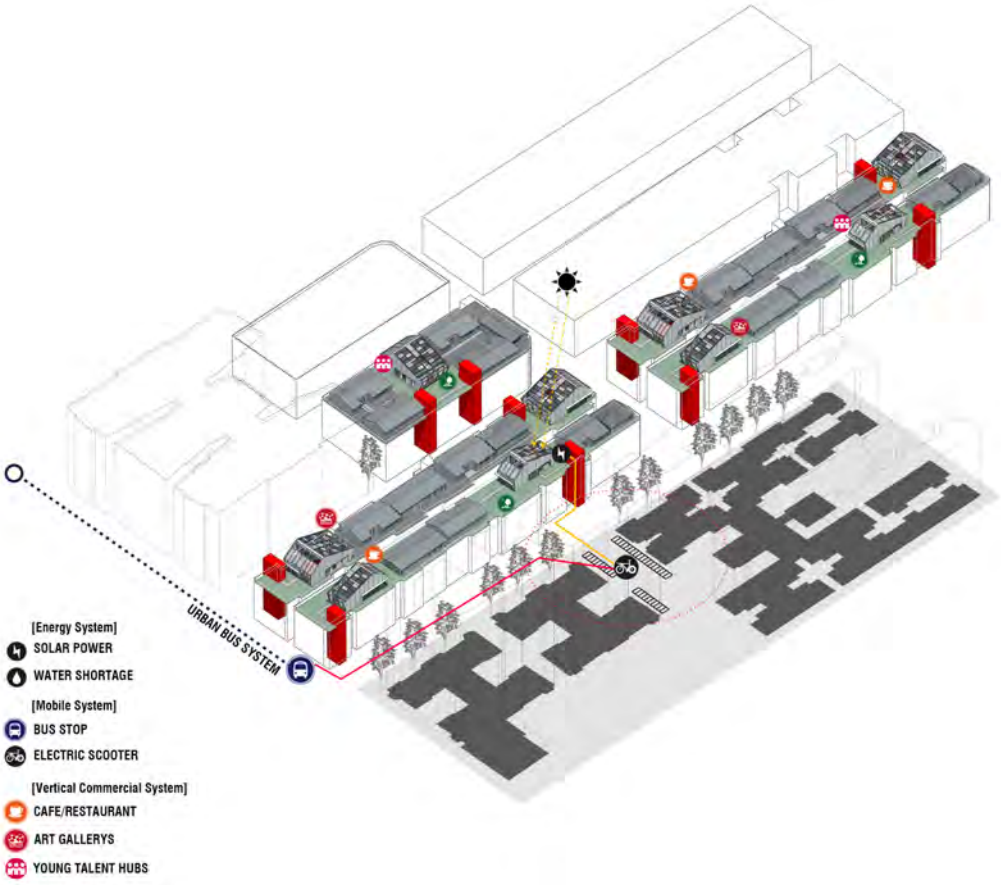 URBAN BUS SYSTEM
[Energy System]
SOLAR POWER
WATER SHORTAGE
[Mobile System]
BUS STOP
ELECTRIC SCOOTER
[Vertical Commercial System]
CAFE/RESTAURANT
ART GALLERYS
YOUNG TALENT HUBS